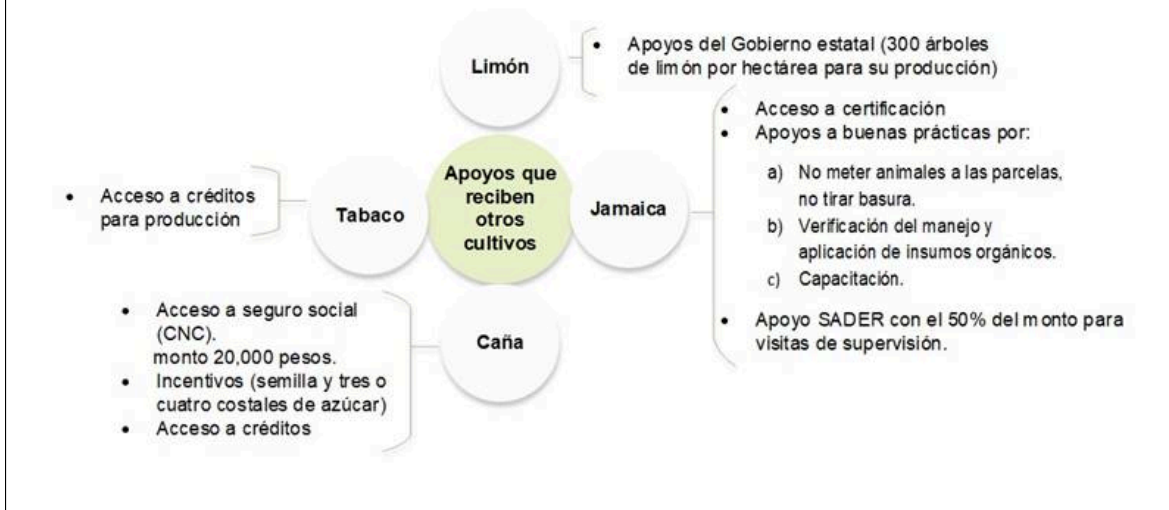 Limón
• Apoyos del Gobierno estatal (300 árboles
de limón por hectárea para su producción)
Apoyos que
reciben
otros
cultivos
Jamaica
• Acceso a certificación
• Apoyos a buenas prácticas por:
a) No meter animales a las parcelas,
no tirar basura.
b) Verificación del manejo y
aplicación de insumos orgánicos.
c) Capacitación.
• Apoyo SADER con el 50% del monto para
visitas de supervisión.
Tabaco
• Acceso a créditos
para producción
Caña
• Acceso a seguro social
(CNC).
monto 20,000 pesos.
• Incentivos (semilla y tres o
cuatro costales de azúcar)
• Acceso a créditos